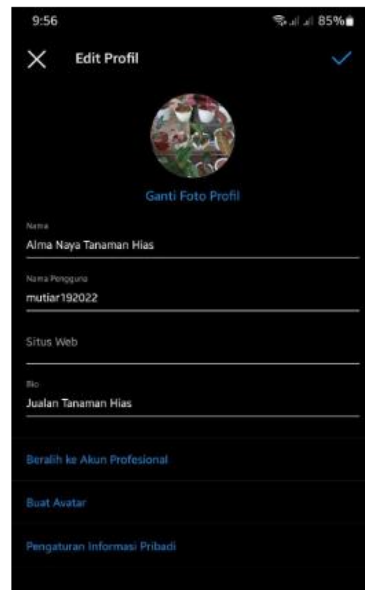 9:56
85%
Edit Profil
Ganti Foto Profil
Nama
Alma Naya Tanaman Hias
Nama Pengguna
mutiar192022
Situs Web
Bio
Jualan Tanaman Hias
Beralih ke Akun Profesional
Buat Avatar
Pengaturan Informasi Pribadi